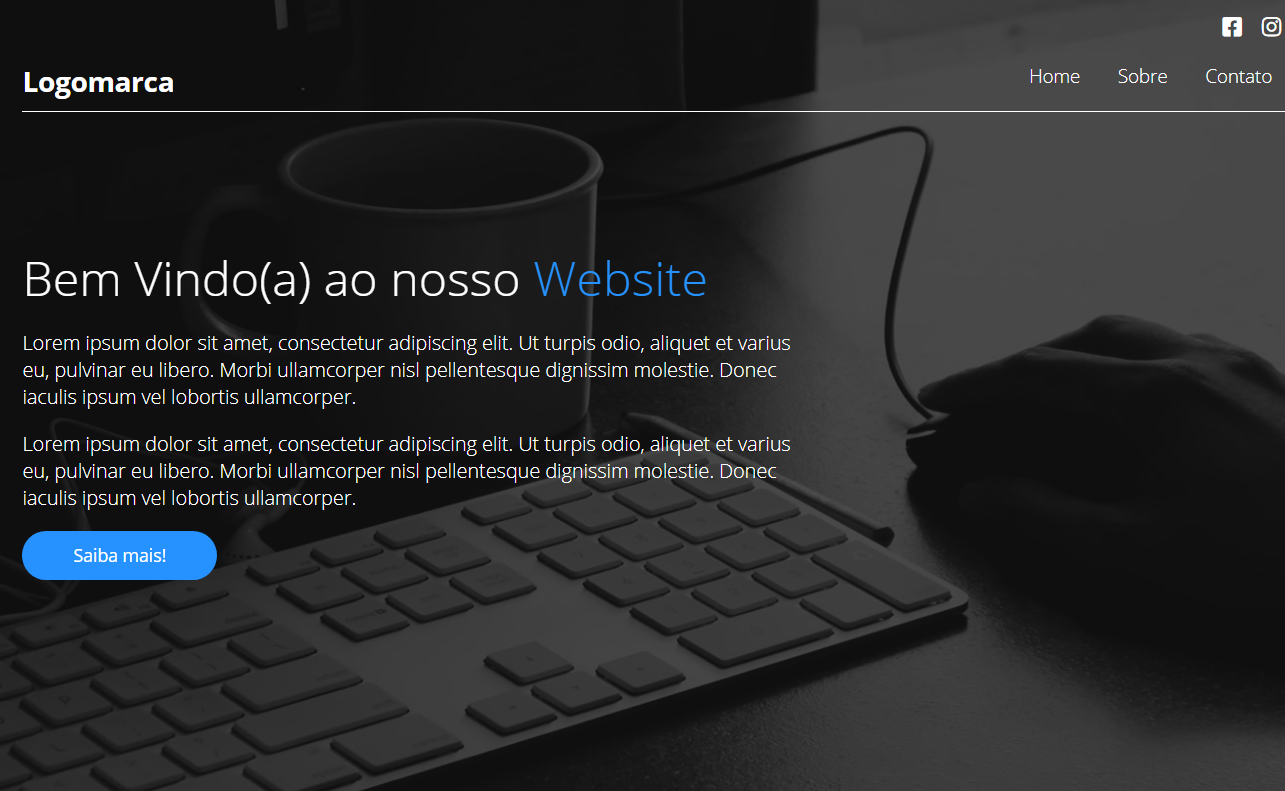 Logomarca
Home Sobre Contato
Bem Vindo(a) ao nosso Website
Lorem ipsum dolor sit amet, consectetur adipiscing elit. Ut turpis odio, aliquet et varius
eu, pulvinar eu libero. Morbi ullamcorper nisl pellentesque dignissim molestie. Donec
iaculis ipsum vel lobortis ullamcorper.
Lorem ipsum dolor sit amet, consectetur adipiscing elit. Ut turpis odio, aliquet et varius
eu, pulvinar eu libero. Morbi ullamcorper nisl pellentesque dignissim molestie. Donec
iaculis ipsum vel lobortis ullamcorper.
Saiba mais!